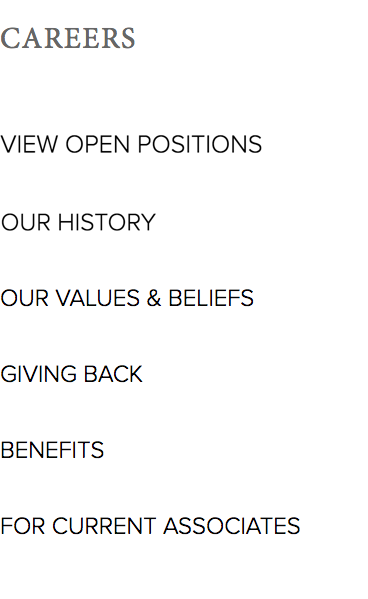 CAREERS
VIEW OPEN POSITIONS
OUR HISTORY
OUR VALUES & BELIEFS
GIVING BACK
BENEFITS
FOR CURRENT ASSOCIATES